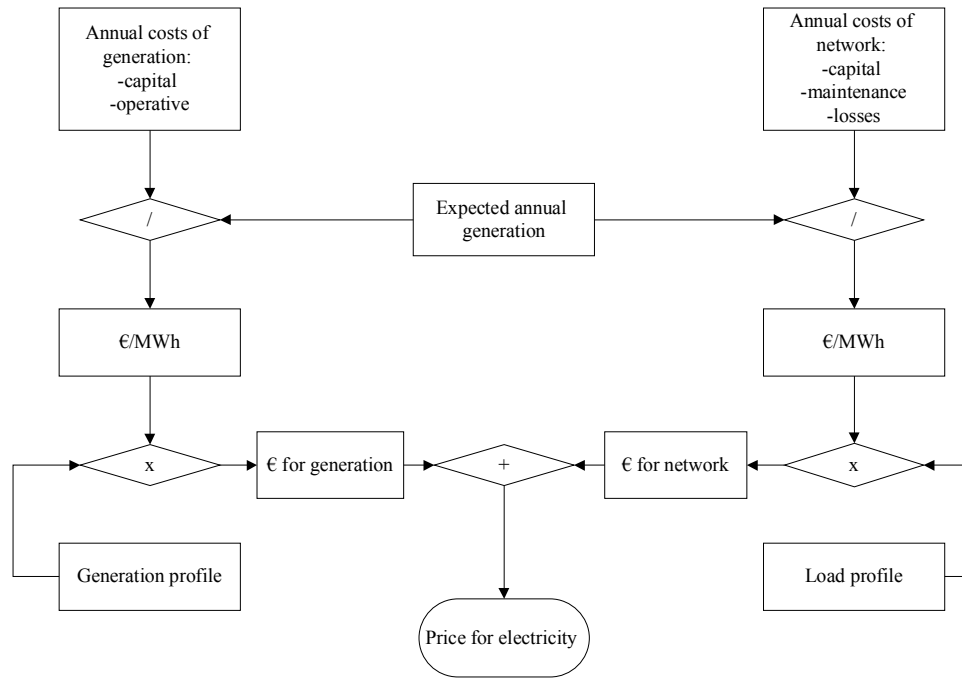 Annual costs of
generation:
-capital
-operative
Annual costs of
network:
-capital
-maintenance
-losses
/
Expected annual
generation
/
€/MWh
€/MWh
x
€ for generation
+
€ for network
x
Generation profile
Load profile
Price for electricity